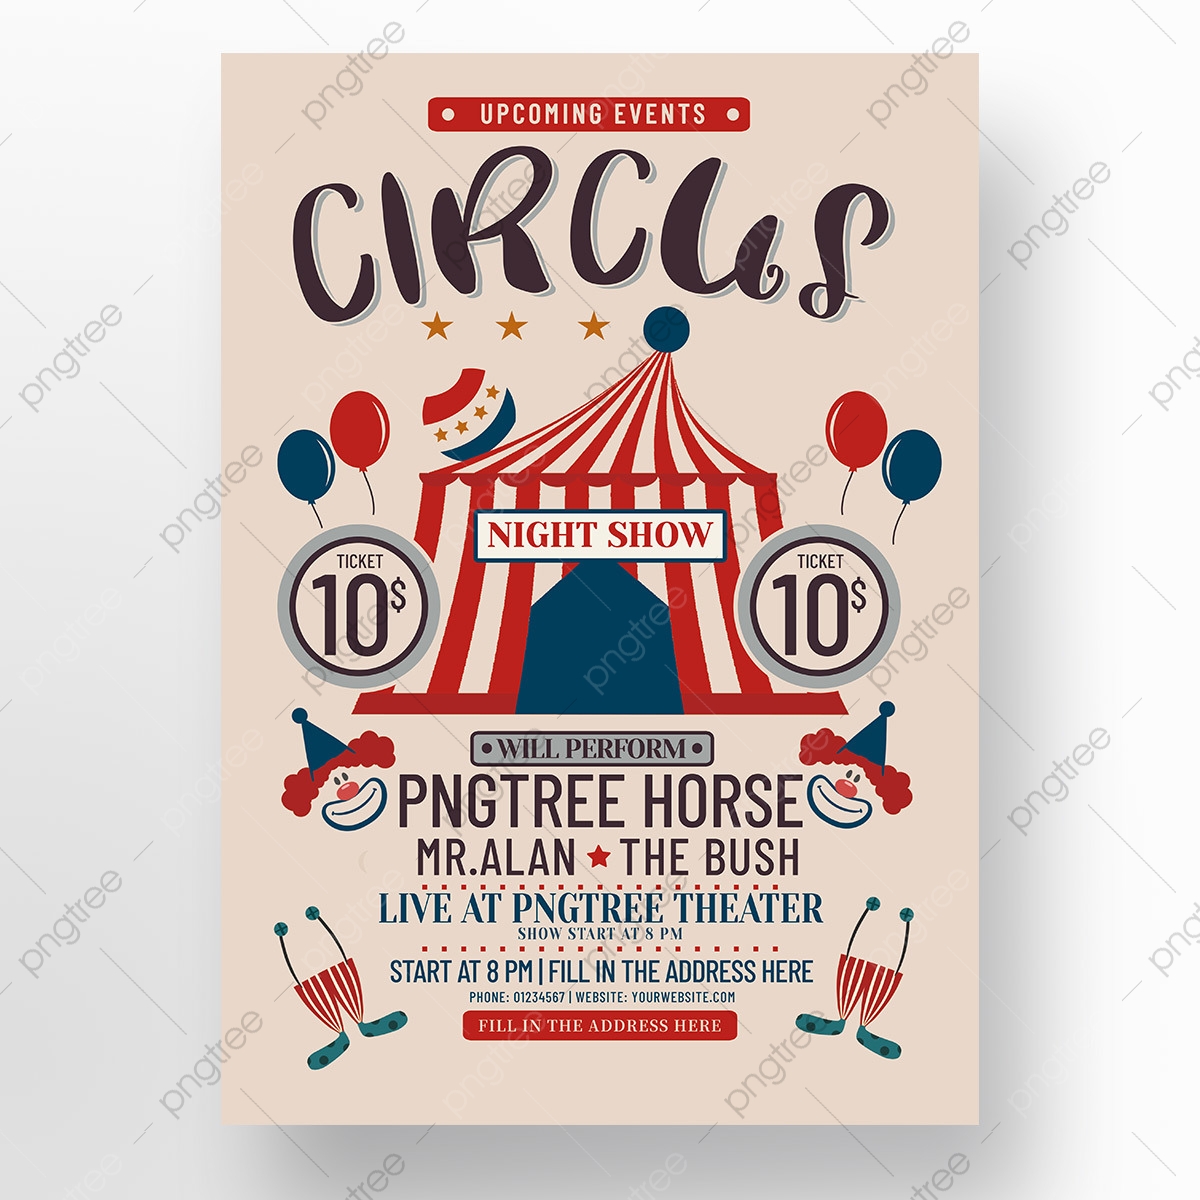 UPCOMING EVENTS
CIRCUS
NIGHT SHOW
TICKET
10$
TICKET
10$
WILL PERFORM
PNGTREE HORSE
MR.ALAN THE BUSH
LIVE AT PNGTREE THEATER
SHOW START AT 8 PM
START AT 8 PM | FILL IN THE ADDRESS HERE
PHONE: 01234567 | WEBSITE: YOURWEBSITE.COM
FILL IN THE ADDRESS HERE
pngtree